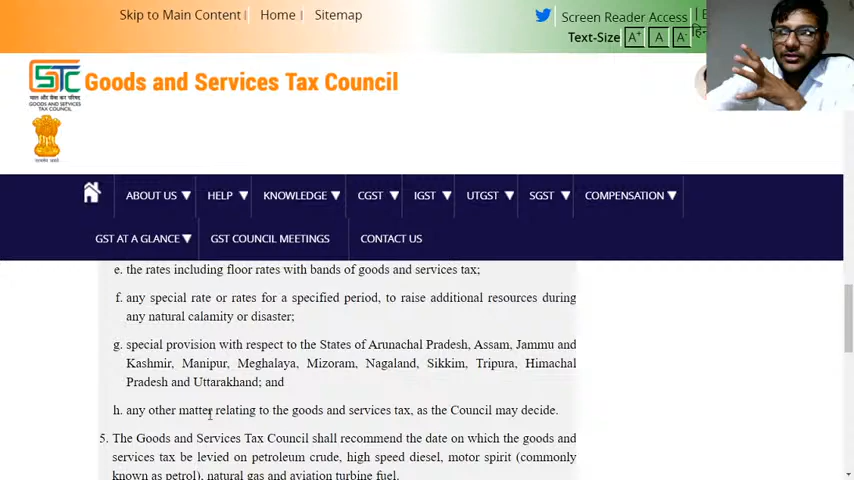 Skip to Main Content
Home
Sitemap
Screen Reader Access
Text-Size A+ A A-
Goods and Services Tax Council
GOODS AND SERVICES
TAX COUNCIL
ABOUT US HELP KNOWLEDGE CGST IGST UTGST SGST COMPENSATION
GST AT A GLANCE GST COUNCIL MEETINGS CONTACT US
e. the rates including floor rates with bands of goods and services tax;
f. any special rate or rates for a specified period, to raise additional resources during
any natural calamity or disaster;
g. special provision with respect to the States of Arunachal Pradesh, Assam, Jammu and
Kashmir, Manipur, Meghalaya, Mizoram, Nagaland, Sikkim, Tripura, Himachal
Pradesh and Uttarakhand; and
h. any other matter relating to the goods and services tax, as the Council may decide.
5. The Goods and Services Tax Council shall recommend the date on which the goods and
services tax be levied on petroleum crude, high speed diesel, motor spirit (commonly
known as petrol), natural gas and aviation turbine fuel.